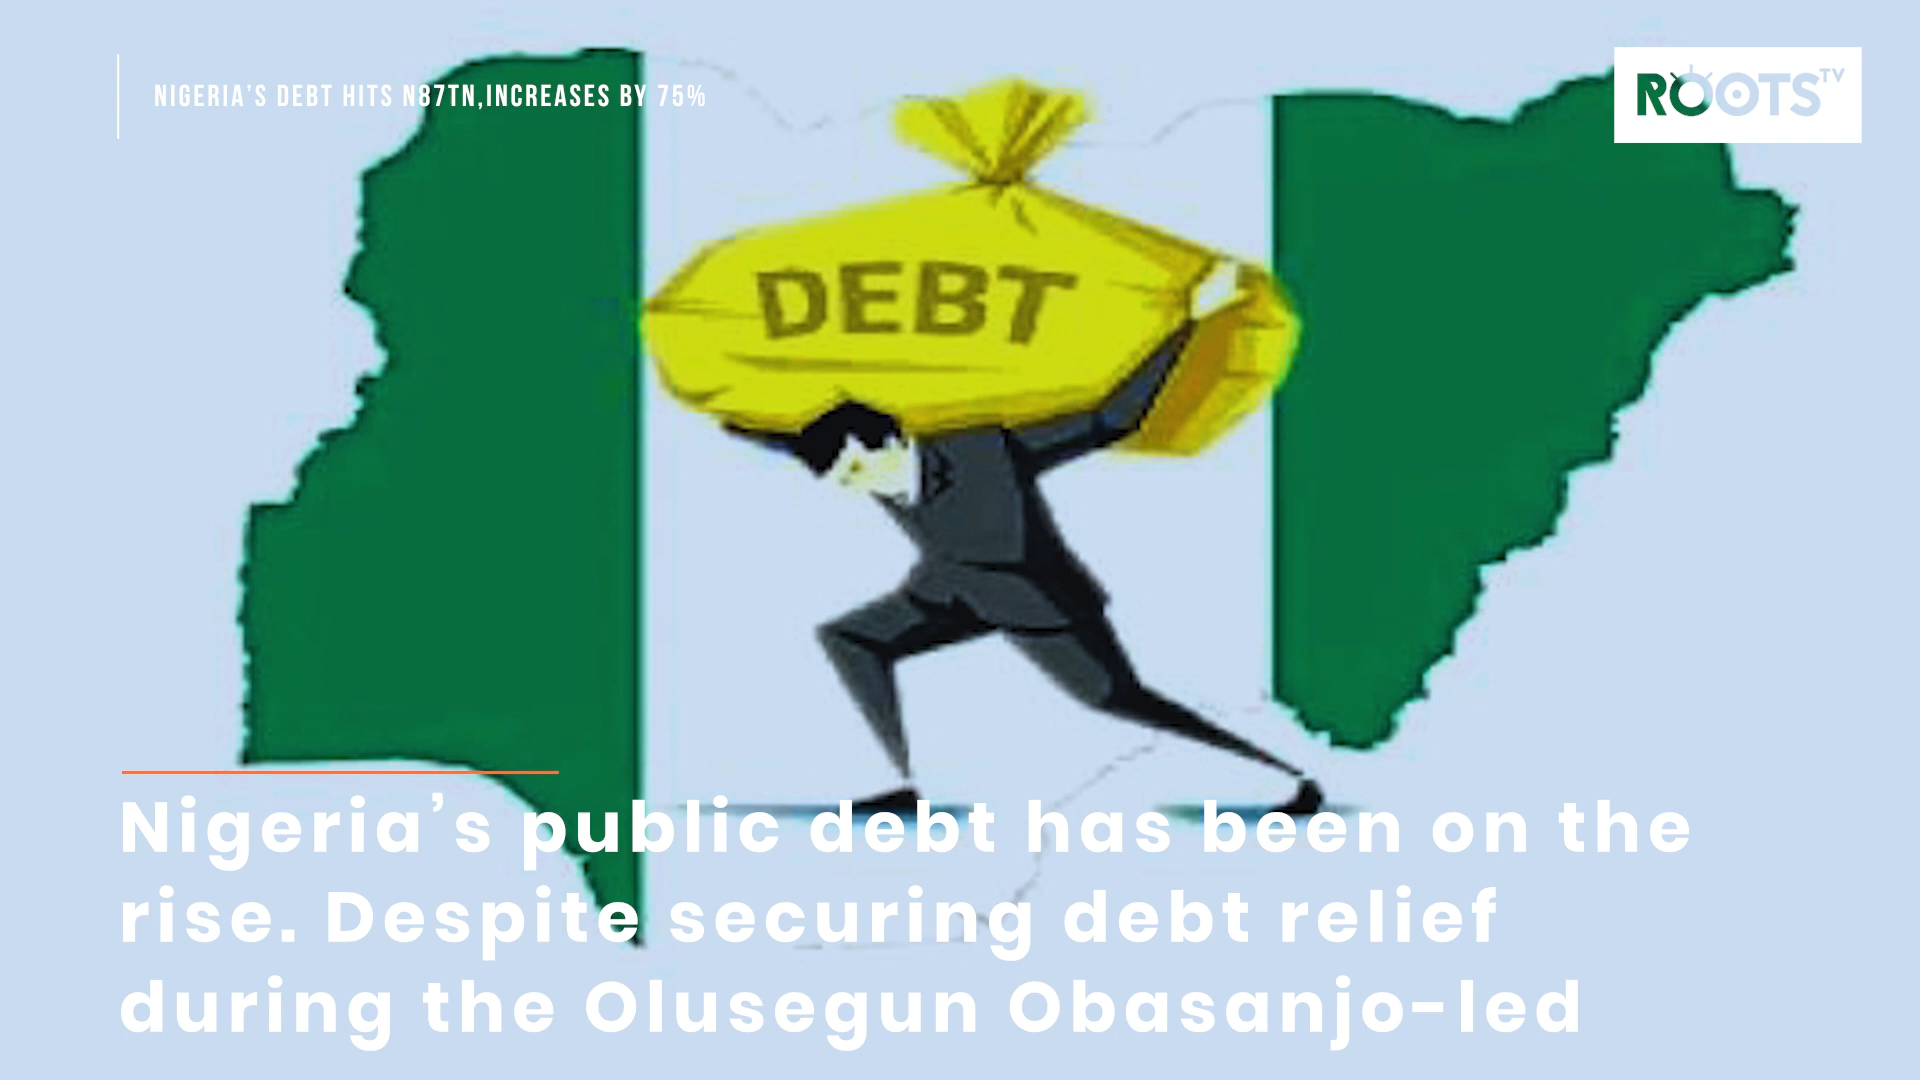 NIGERIA’S DEBT HITS N87TN,INCREASES BY 75%
ROOTS TV
DEBT
Nigeria’s public debt has been on the
rise. Despite securing debt relief
during the Olusegun Obasanjo-led